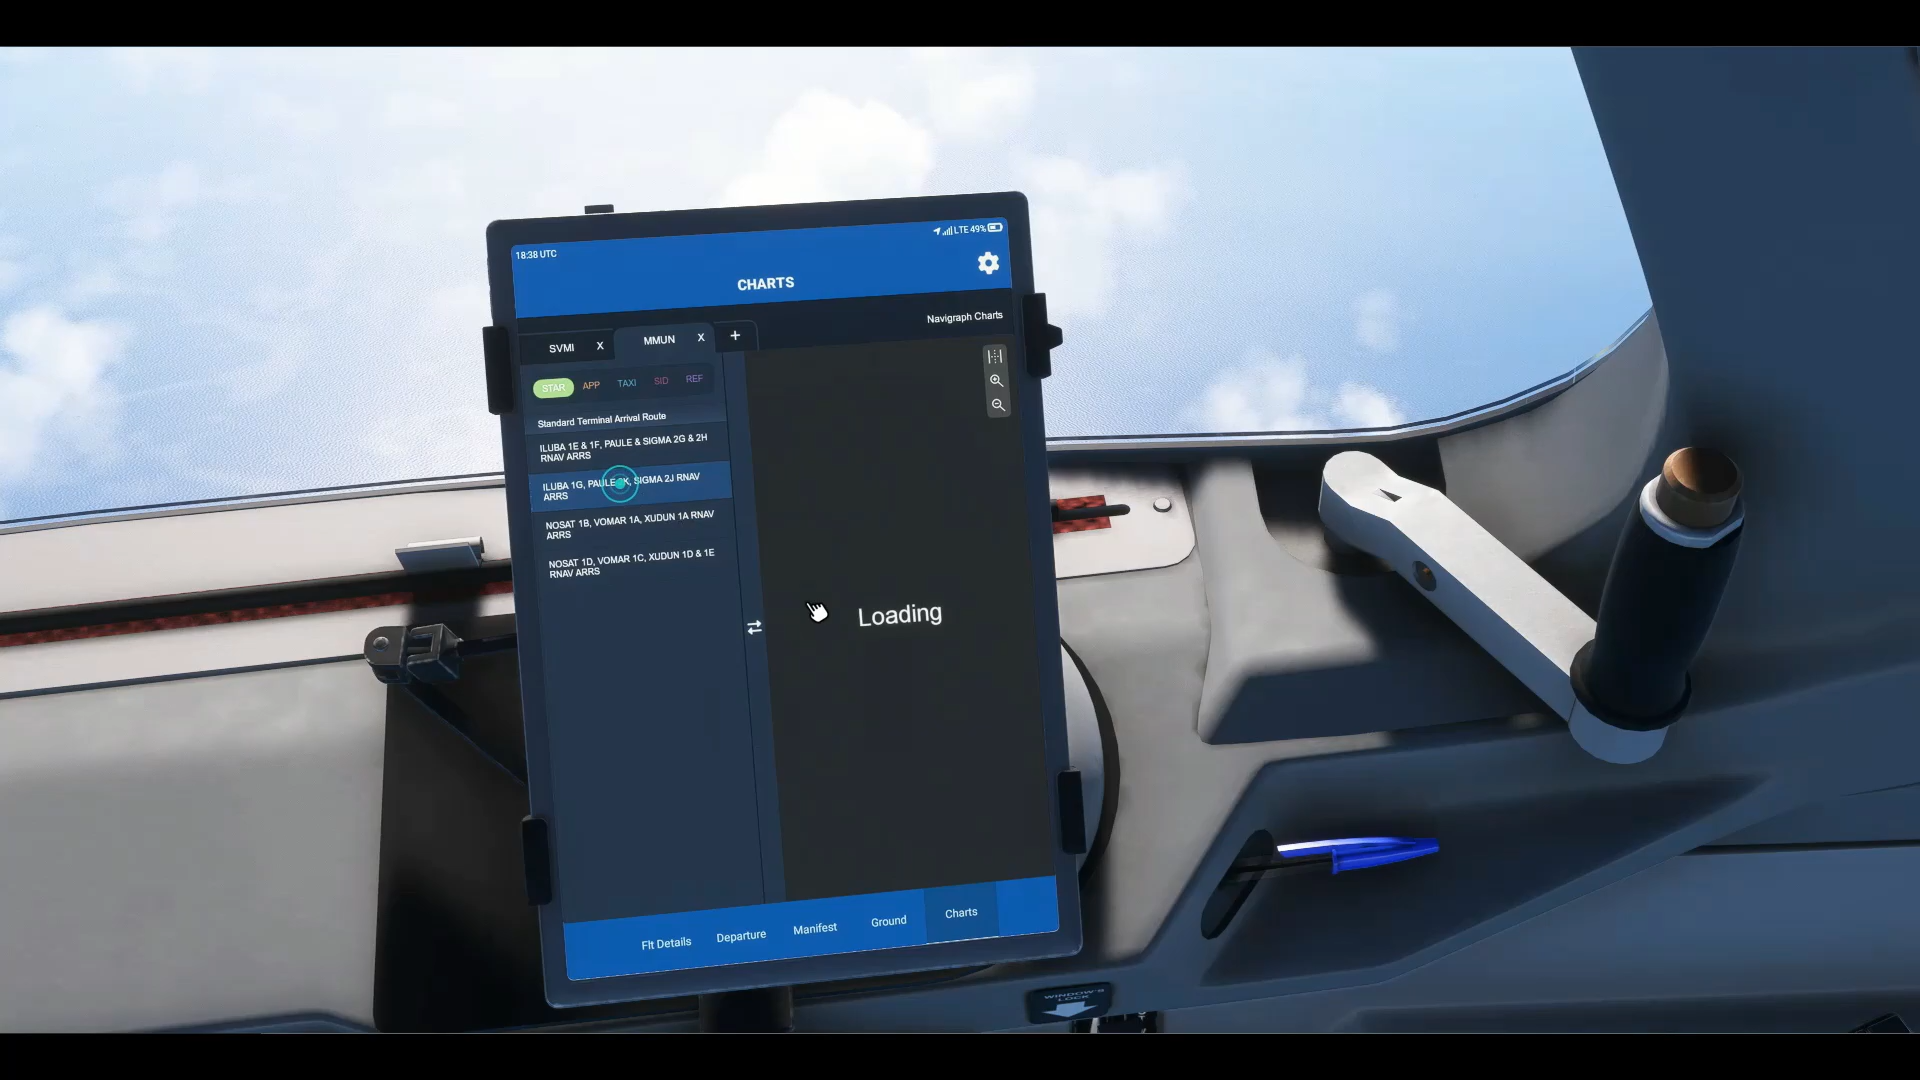 18:38 UTC
LTE 49%
CHARTS
Navigraph Charts
SVMI X MMUN X +
STAR APP TAXI SID REF
Standard Terminal Arrival Route
ILUBA 1E & 1F, PAULE & SIGMA 2G & 2H
RNAV ARRS
ILUBA 1G, PAULE SIGMA 2J RNAV
ARRS
NOSAT 1B, VOMAR 1A, XUDUN 1A RNAV
ARRS
NOSAT 1D, VOMAR 1C, XUDUN 1D & 1E
RNAV ARRS
Loading
Flt Details Departure Manifest Ground Charts
WINDOW'S
LOCK